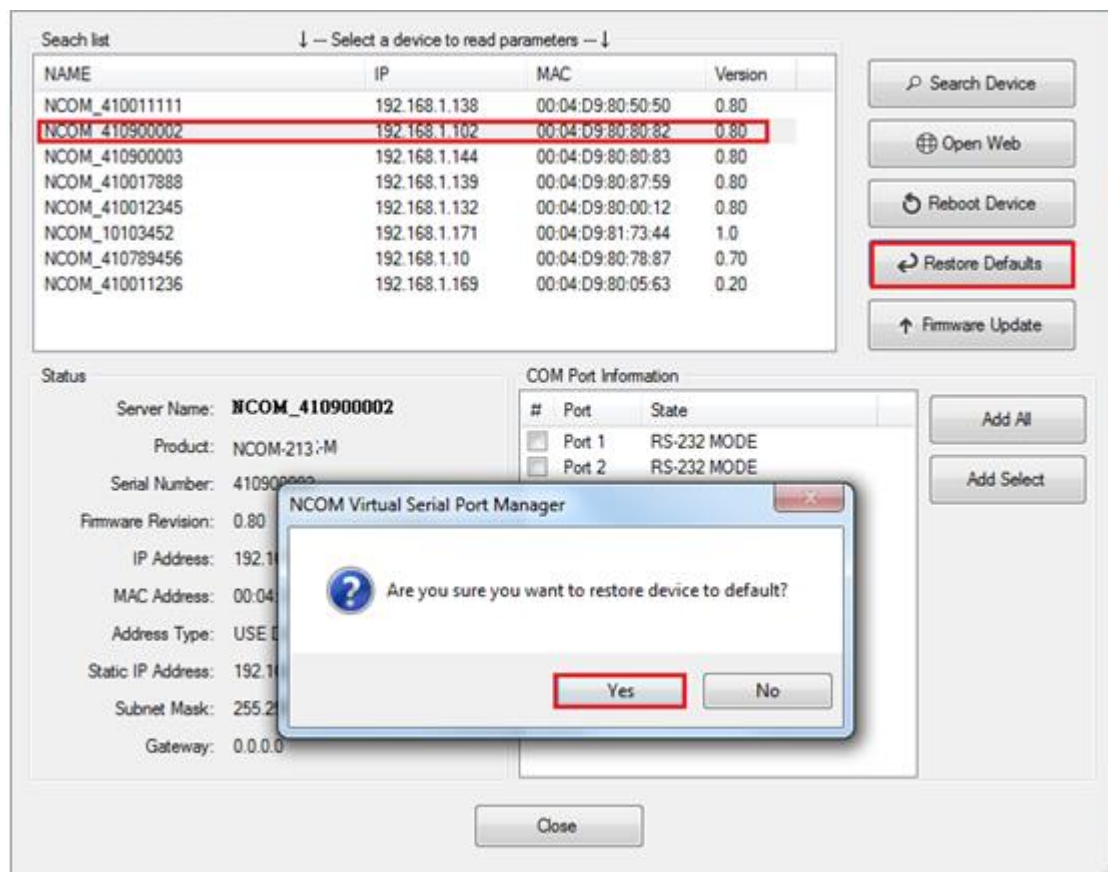 Seach list ↓ -- Select a device to read parameters -- ↓
NAME IP MAC Version
NCOM_410011111 192.168.1.138 00:04:D9:80:50:50 0.80
NCOM_410900002 192.168.1.102 00:04:D9:80:80:82 0.80
NCOM_410900003 192.168.1.144 00:04:D9:80:80:83 0.80
NCOM_410017888 192.168.1.139 00:04:D9:80:87:59 0.80
NCOM_410012345 192.168.1.132 00:04:D9:80:00:12 0.80
NCOM_10103452 192.168.1.171 00:04:D9:81:73:44 1.0
NCOM_410789456 192.168.1.10 00:04:D9:80:78:87 0.70
NCOM_410011236 192.168.1.169 00:04:D9:80:05:63 0.20
Search Device
Open Web
Reboot Device
Restore Defaults
Firmware Update
Status
Server Name: NCOM_410900002
Product:
Serial Number:
Firmware Revision: 0.80
IP Address:
MAC Address: 00:04:
Address Type: USE
Static IP Address:
Subnet Mask:
Gateway: 0.0.0.0
COM Port Information
# Port State
Port 1 RS-232 MODE
Port 2 RS-232 MODE
Add All
Add Select
NCOM Virtual Serial Port Manager
Are you sure you want to restore device to default?
Yes No
Close